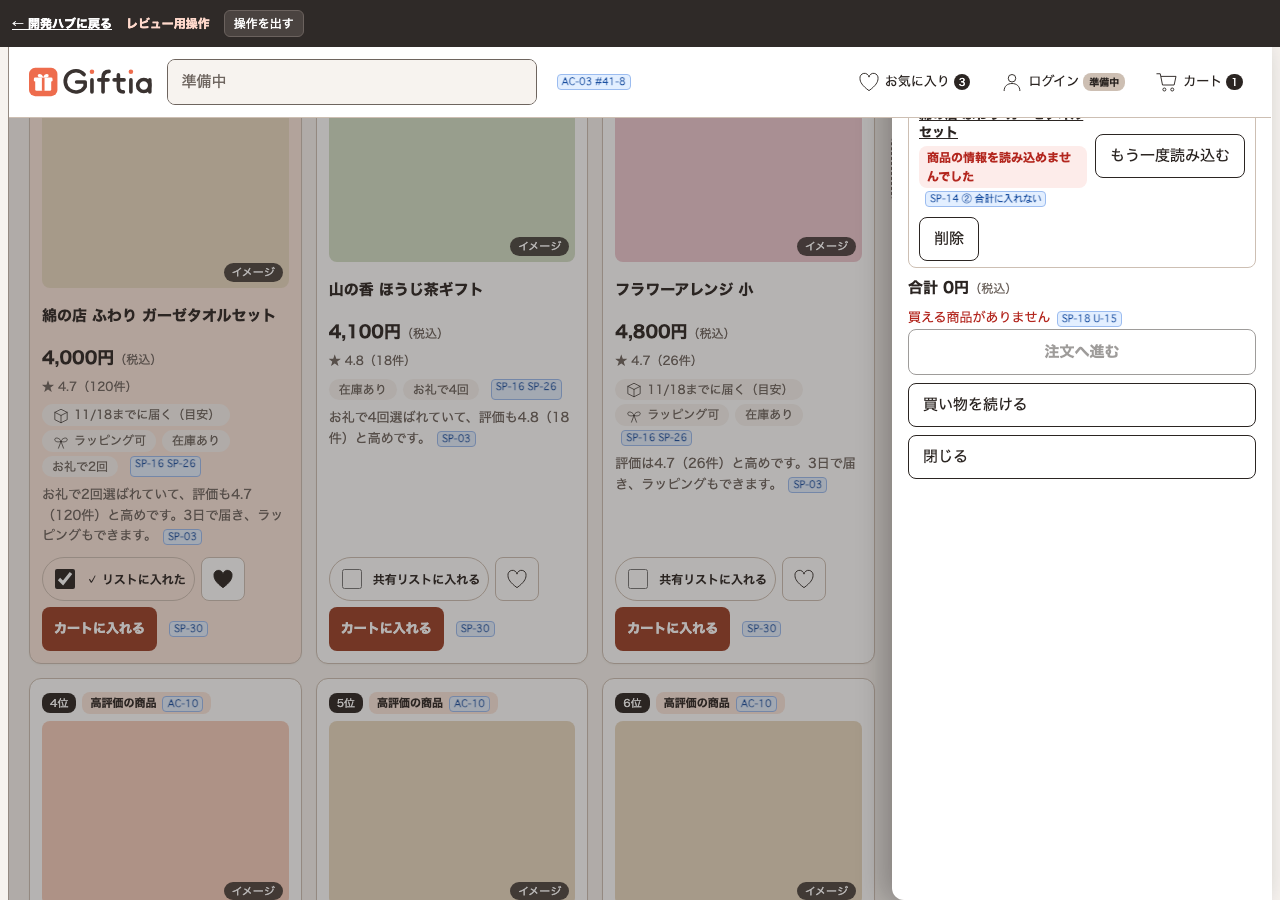 ← 開発ハブに戻る レビュー用操作 操作を出す
Giftia 準備中 AC-03 #41-8 お気に入り 3 ログイン 準備中 カート 1
イメージ
綿の店 ふわり ガーゼタオルセット
4,000円 (税込)
★ 4.7（120件）
11/18までに届く（目安）
ラッピング可 在庫あり
お礼で2回 SP-16 SP-26
お礼で2回選ばれていて、評価も4.7
（120件）と高めです。3日で届き、ラッ
ピングもできます。 SP-03
✓ リストに入れた
カートに入れる SP-30
イメージ
山の香 ほうじ茶ギフト
4,100円 (税込)
★ 4.8（18件）
在庫あり お礼で4回 SP-16 SP-26
お礼で4回選ばれていて、評価も4.8（18
件）と高めです。 SP-03
共有リストに入れる
カートに入れる SP-30
イメージ
フラワーアレンジ 小
4,800円 (税込)
★ 4.7（26件）
11/18までに届く（目安）
ラッピング可 在庫あり
SP-16 SP-26
評価は4.7（26件）と高めです。3日で届
き、ラッピングもできます。 SP-03
共有リストに入れる
カートに入れる SP-30
4位 高評価の商品 AC-10
イメージ
5位 高評価の商品 AC-10
イメージ
6位 高評価の商品 AC-10
イメージ
セット
商品の情報を読み込めませ
んでした
SP-14 ② 合計に入れない
もう一度読み込む
削除
合計 0円 (税込)
買える商品がありません SP-18 U-15
注文へ進む
買い物を続ける
閉じる